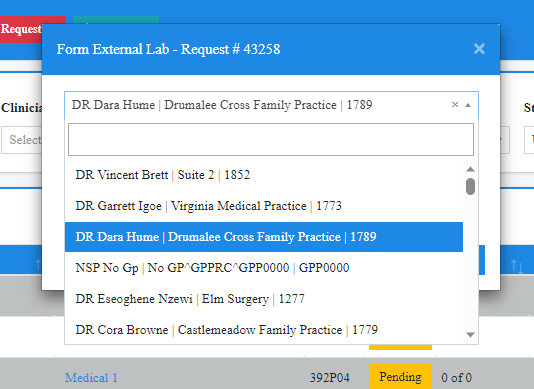 Request
Form External Lab - Request # 43258
×
Clinicia
St
Select
DR Dara Hume | Drumalee Cross Family Practice | 1789
×
DR Vincent Brett | Suite 2 | 1852
DR Garrett Igoe | Virginia Medical Practice | 1773
DR Dara Hume | Drumalee Cross Family Practice | 1789
NSP No Gp | No GP^GPPRC^GPP0000 | GPP0000
DR Eseoghene Nzewi | Elm Surgery | 1277
DR Cora Browne | Castlemeadow Family Practice | 1779
Medical 1
392P04
Pending
0 of 0